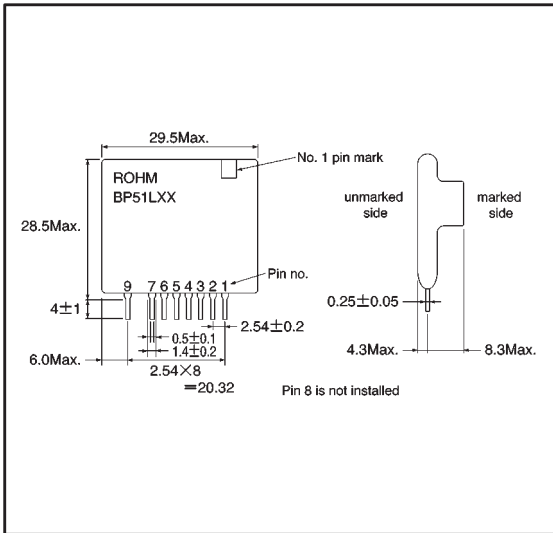 29.5Max.
No. 1 pin mark
ROHM
BP51LXX
unmarked side
marked side
28.5Max.
Pin no.
9 7 6 5 4 3 2 1
4±1
2.54±0.2
0.25±0.05
0.5±0.1
1.4±0.2
4.3Max.
8.3Max.
6.0Max.
2.54×8
=20.32
Pin 8 is not installed